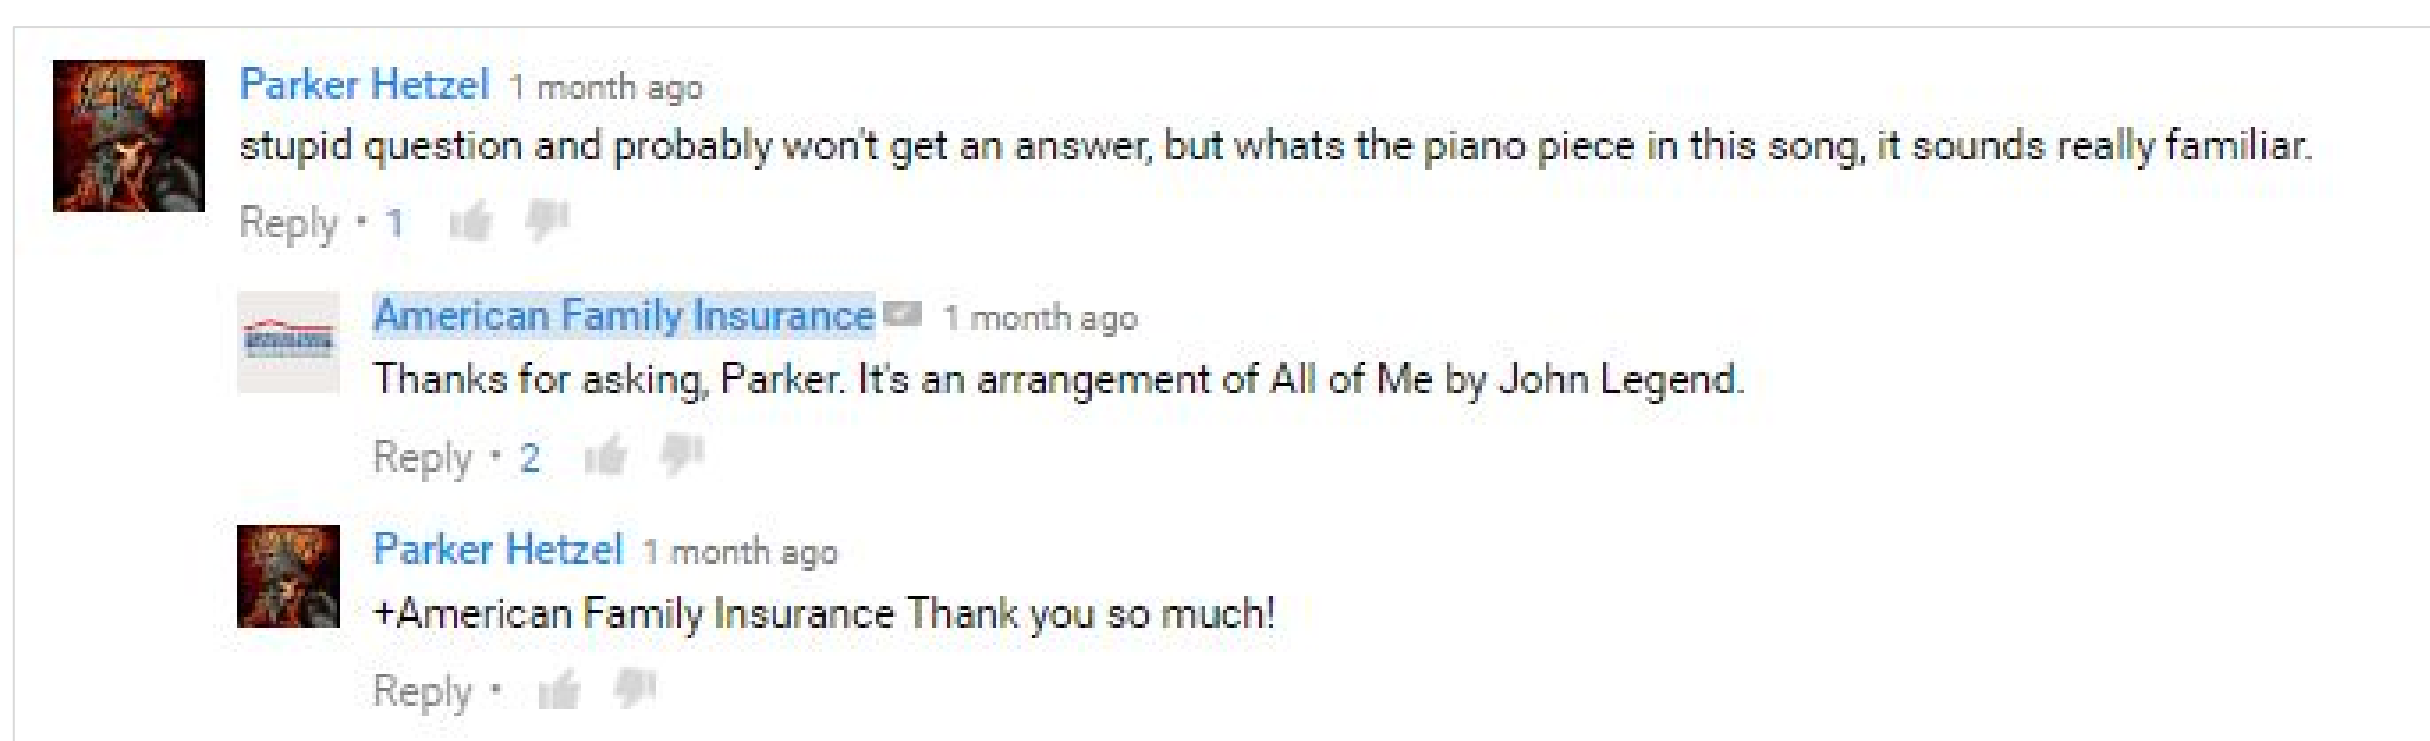 Parker Hetzel 1 month ago
stupid question and probably won't get an answer, but whats the piano piece in this song, it sounds really familiar.
Reply • 1
American Family Insurance 1 month ago
Thanks for asking, Parker. It's an arrangement of All of Me by John Legend.
Reply • 2
Parker Hetzel 1 month ago
+American Family Insurance Thank you so much!
Reply •